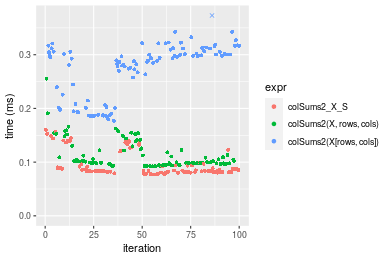 time (ms)
0.3
0.2
0.1
0.0
0
25
50
75
100
iteration
expr
colSums2_X_S
colSums2(X, rows, cols)
colSums2(X[rows, cols])